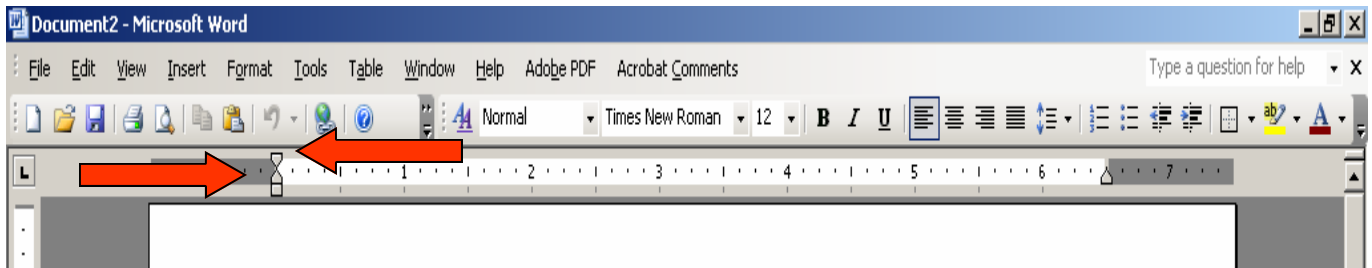 Document2 - Microsoft Word
File Edit View Insert Format Tools Table Window Help Adobe PDF Acrobat Comments Type a question for help
Normal Times New Roman 12 B I U ab A
L 1 2 3 4 5 6 7